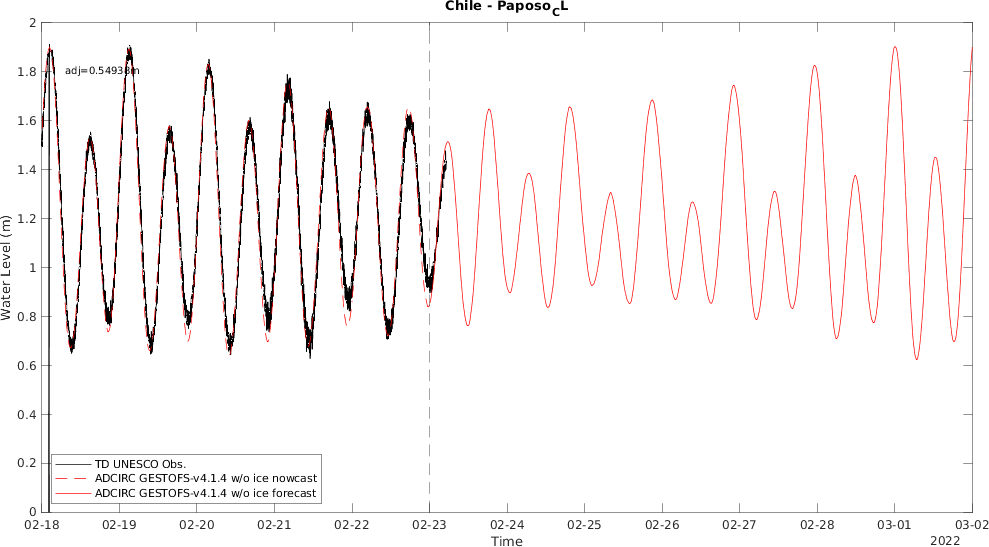 Chile - PaposoCL
adj=0.54938m
Water Level (m)
2
1.8
1.6
1.4
1.2
1
0.8
0.6
0.4
0.2
0
TD UNESCO Obs.
ADCIRC GESTOFS-v4.1.4 w/o ice nowcast
ADCIRC GESTOFS-v4.1.4 w/o ice forecast
02-18 02-19 02-20 02-21 02-22 02-23 02-24 02-25 02-26 02-27 02-28 03-01 03-02
Time
2022